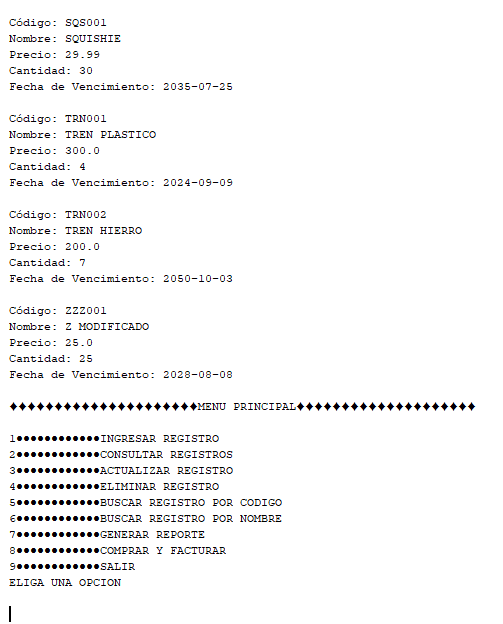 Código: SQS001
Nombre: SQUISHIE
Precio: 29.99
Cantidad: 30
Fecha de Vencimiento: 2035-07-25
Código: TRN001
Nombre: TREN PLASTICO
Precio: 300.0
Cantidad: 4
Fecha de Vencimiento: 2024-09-09
Código: TRN002
Nombre: TREN HIERRO
Precio: 200.0
Cantidad: 7
Fecha de Vencimiento: 2050-10-03
Código: ZZZ001
Nombre: Z MODIFICADO
Precio: 25.0
Cantidad: 25
Fecha de Vencimiento: 2028-08-08
♦♦♦♦♦♦♦♦♦♦♦♦♦♦♦♦♦♦♦♦♦MENU PRINCIPAL♦♦♦♦♦♦♦♦♦♦♦♦♦♦♦♦♦♦♦♦
1●●●●●●●●●●●●INGRESAR REGISTRO
2●●●●●●●●●●●●CONSULTAR REGISTROS
3●●●●●●●●●●●●ACTUALIZAR REGISTRO
4●●●●●●●●●●●●ELIMINAR REGISTRO
5●●●●●●●●●●●●BUSCAR REGISTRO POR CODIGO
6●●●●●●●●●●●●BUSCAR REGISTRO POR NOMBRE
7●●●●●●●●●●●●GENERAR REPORTE
8●●●●●●●●●●●●COMPRAR Y FACTURAR
9●●●●●●●●●●●●SALIR
ELIGA UNA OPCION